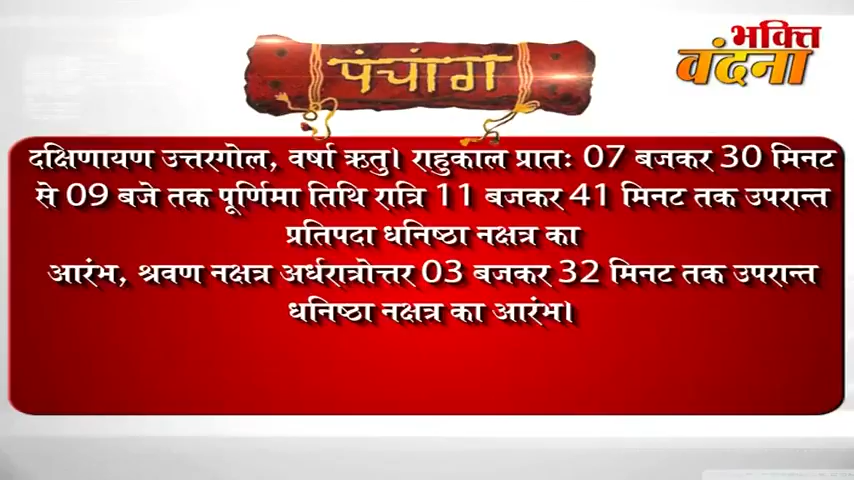 भक्ति
वंदना
पंचांग
दक्षिणायण उत्तरगोल, वर्षा ऋतु। राहुकाल प्रातः 07 बजकर 30 मिनट
से 09 बजे तक पूर्णिमा तिथि रात्रि 11 बजकर 41 मिनट तक उपरान्त
प्रतिपदा धनिष्ठा नक्षत्र का
आरंभ, श्रवण नक्षत्र अर्धरात्रोत्तर 03 बजकर 32 मिनट तक उपरान्त
धनिष्ठा नक्षत्र का आरंभ।